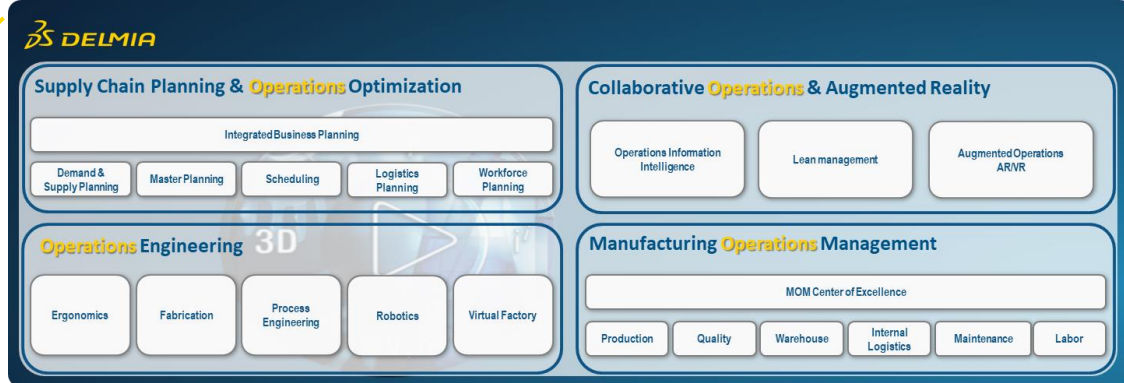 3S DELMIA
Supply Chain Planning & Operations Optimization
Integrated Business Planning
Demand &
Supply Planning
Master Planning
Scheduling
Logistics
Planning
Workforce
Planning
Collaborative Operations & Augmented Reality
Operations Information
Intelligence
Lean management
Augmented Operations
AR/VR
Operations Engineering
3D
Ergonomics
Fabrication
Process
Engineering
Robotics
Virtual Factory
Manufacturing Operations Management
MOM Center of Excellence
Production
Quality
Warehouse
Internal
Logistics
Maintenance
Labor